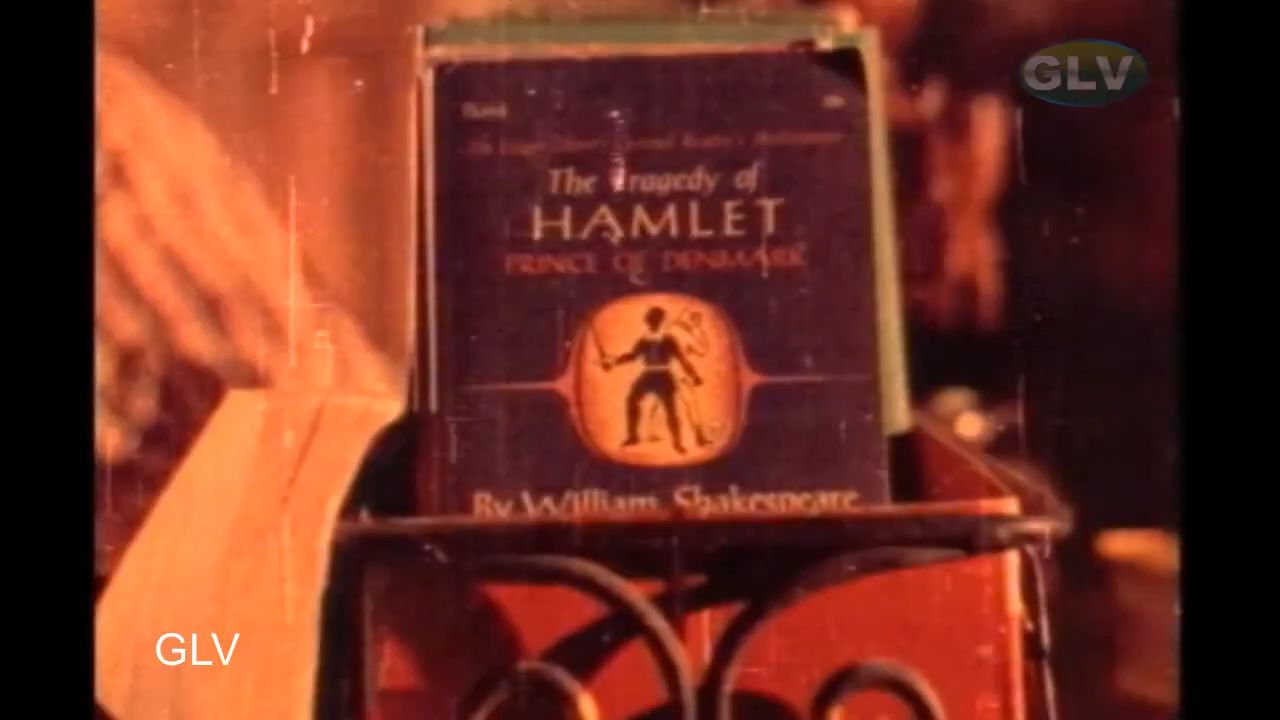 GLV
The Tragedy of
HAMLET
PRINCE OF DENMARK
By William Shakespeare
GLV